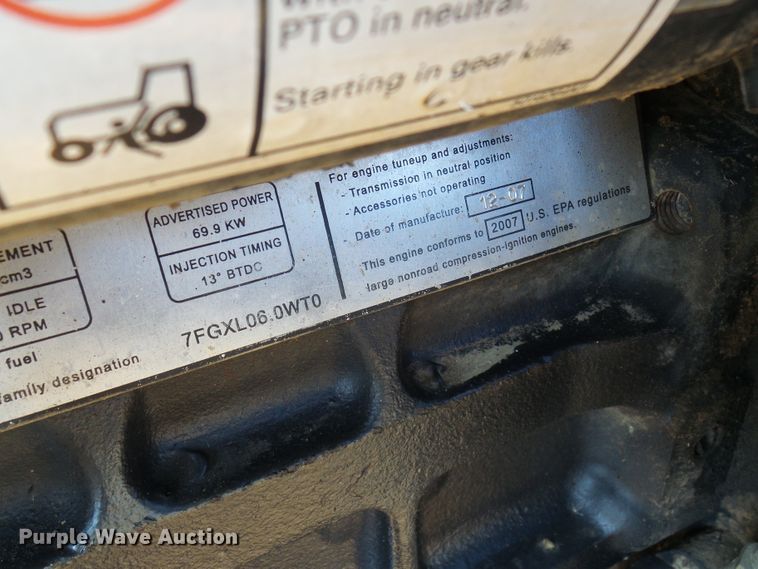 PTO in neutral.
Starting in gear kills.
EMENT
cm3
IDLE
0 RPM
fuel
family designation
ADVERTISED POWER
69.9 KW
INJECTION TIMING
13° BTDC
7FGXL06.0WT0
For engine tuneup and adjustments:
- Transmission in neutral position
- Accessories not operating
Date of manufacture: 12-07
This engine conforms to 2007 U.S. EPA regulations
large nonroad compression-ignition engines.
Purple Wave Auction